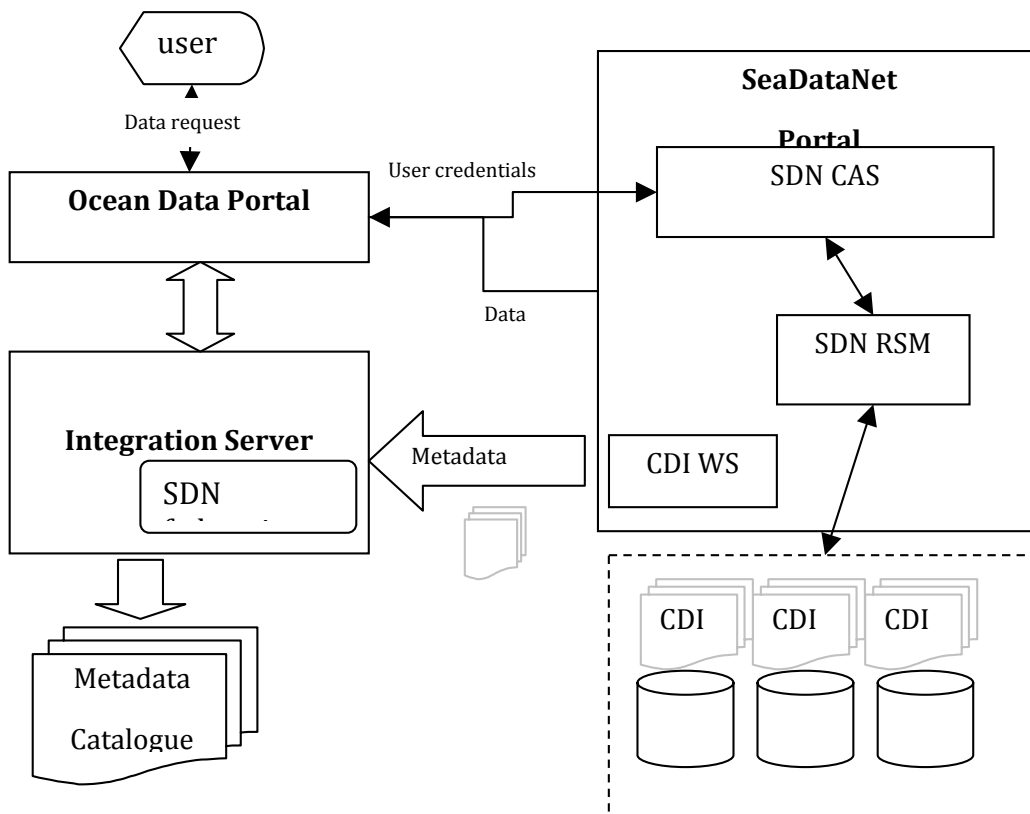 user
Data request
Ocean Data Portal
User credentials
Data
SeaDataNet
Portal
SDN CAS
SDN RSM
CDI WS
Integration Server
SDN
Metadata
Metadata
Catalogue
CDI
CDI
CDI